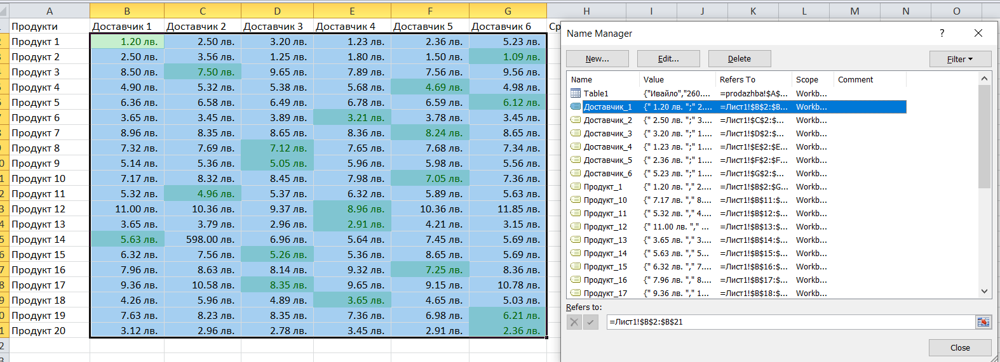 A B C D E F G H I J K L M N O
Продукти Доставчик 1 Доставчик 2 Доставчик 3 Доставчик 4 Доставчик 5 Доставчик 6 Ср
Продукт 1 1.20 лв. 2.50 лв. 3.20 лв. 1.23 лв. 2.36 лв. 5.23 лв.
Продукт 2 2.50 лв. 3.56 лв. 1.25 лв. 1.80 лв. 1.50 лв. 1.09 лв.
Продукт 3 8.50 лв. 7.50 лв. 9.65 лв. 7.89 лв. 7.56 лв. 9.56 лв.
Продукт 4 4.90 лв. 5.32 лв. 5.38 лв. 5.68 лв. 4.69 лв. 4.98 лв.
Продукт 5 6.36 лв. 6.58 лв. 6.49 лв. 6.78 лв. 6.59 лв. 6.12 лв.
Продукт 6 3.65 лв. 3.45 лв. 3.89 лв. 3.21 лв. 3.78 лв. 3.45 лв.
Продукт 7 8.96 лв. 8.35 лв. 8.65 лв. 8.36 лв. 8.24 лв. 8.65 лв.
Продукт 8 7.32 лв. 7.69 лв. 7.12 лв. 7.65 лв. 7.68 лв. 7.34 лв.
Продукт 9 5.14 лв. 5.36 лв. 5.05 лв. 5.96 лв. 5.98 лв. 5.56 лв.
Продукт 10 7.17 лв. 8.32 лв. 8.45 лв. 7.98 лв. 7.05 лв. 7.36 лв.
Продукт 11 5.32 лв. 4.96 лв. 5.37 лв. 6.32 лв. 5.89 лв. 5.63 лв.
Продукт 12 11.00 лв. 10.36 лв. 9.37 лв. 8.96 лв. 10.36 лв. 11.85 лв.
Продукт 13 3.65 лв. 3.79 лв. 2.96 лв. 2.91 лв. 4.21 лв. 3.15 лв.
Продукт 14 5.63 лв. 598.00 лв. 6.96 лв. 5.64 лв. 7.45 лв. 5.69 лв.
Продукт 15 6.32 лв. 7.56 лв. 5.26 лв. 5.36 лв. 8.65 лв. 5.69 лв.
Продукт 16 7.96 лв. 8.63 лв. 8.14 лв. 9.32 лв. 7.25 лв. 8.36 лв.
Продукт 17 9.36 лв. 10.58 лв. 8.35 лв. 9.65 лв. 9.15 лв. 10.78 лв.
Продукт 18 4.26 лв. 5.96 лв. 4.89 лв. 3.65 лв. 4.65 лв. 5.03 лв.
Продукт 19 7.63 лв. 8.23 лв. 8.35 лв. 7.36 лв. 6.98 лв. 6.21 лв.
Продукт 20 3.12 лв. 2.96 лв. 2.78 лв. 3.45 лв. 2.91 лв. 2.36 лв.
Name Manager ?
New... Edit... Delete Filter
Name Value Refers To Scope Comment
Table1 {"Ивайло","260.... =prodazhba!$A$... Workb...
Доставчик_1 {" 1.20 лв. ";" 2.... =Лист1!$B$2:$B... Workb...
Доставчик_2 {" 2.50 лв. ";" 3.... =Лист1!$C$2:$... Workb...
Доставчик_3 {" 3.20 лв. ";" 1.... =Лист1!$D$2:$... Workb...
Доставчик_4 {" 1.23 лв. ";" 1.... =Лист1!$E$2:$E... Workb...
Доставчик_5 {" 2.36 лв. ";" 1.... =Лист1!$F$2:$F... Workb...
Доставчик_6 {" 5.23 лв. ";" 1.... =Лист1!$G$2:$... Workb...
Продукт_1 {" 1.20 лв. "," 2.... =Лист1!$B$2:$G... Workb...
Продукт_10 {" 7.17 лв. "," 8.... =Лист1!$B$11:$... Workb...
Продукт_11 {" 5.32 лв. "," 4.... =Лист1!$B$12:$... Workb...
Продукт_12 {" 11.00 лв. "," ... =Лист1!$B$13:$... Workb...
Продукт_13 {" 3.65 лв. "," 3.... =Лист1!$B$14:$... Workb...
Продукт_14 {" 5.63 лв. "," 5.... =Лист1!$B$15:$... Workb...
Продукт_15 {" 6.32 лв. "," 7.... =Лист1!$B$16:$... Workb...
Продукт_16 {" 7.96 лв. "," 8.... =Лист1!$B$17:$... Workb...
Продукт_17 {" 9.36 лв. "," 1.... =Лист1!$B$18:$... Workb...
Refers to:
=Лист1!$B$2:$B$21
Close